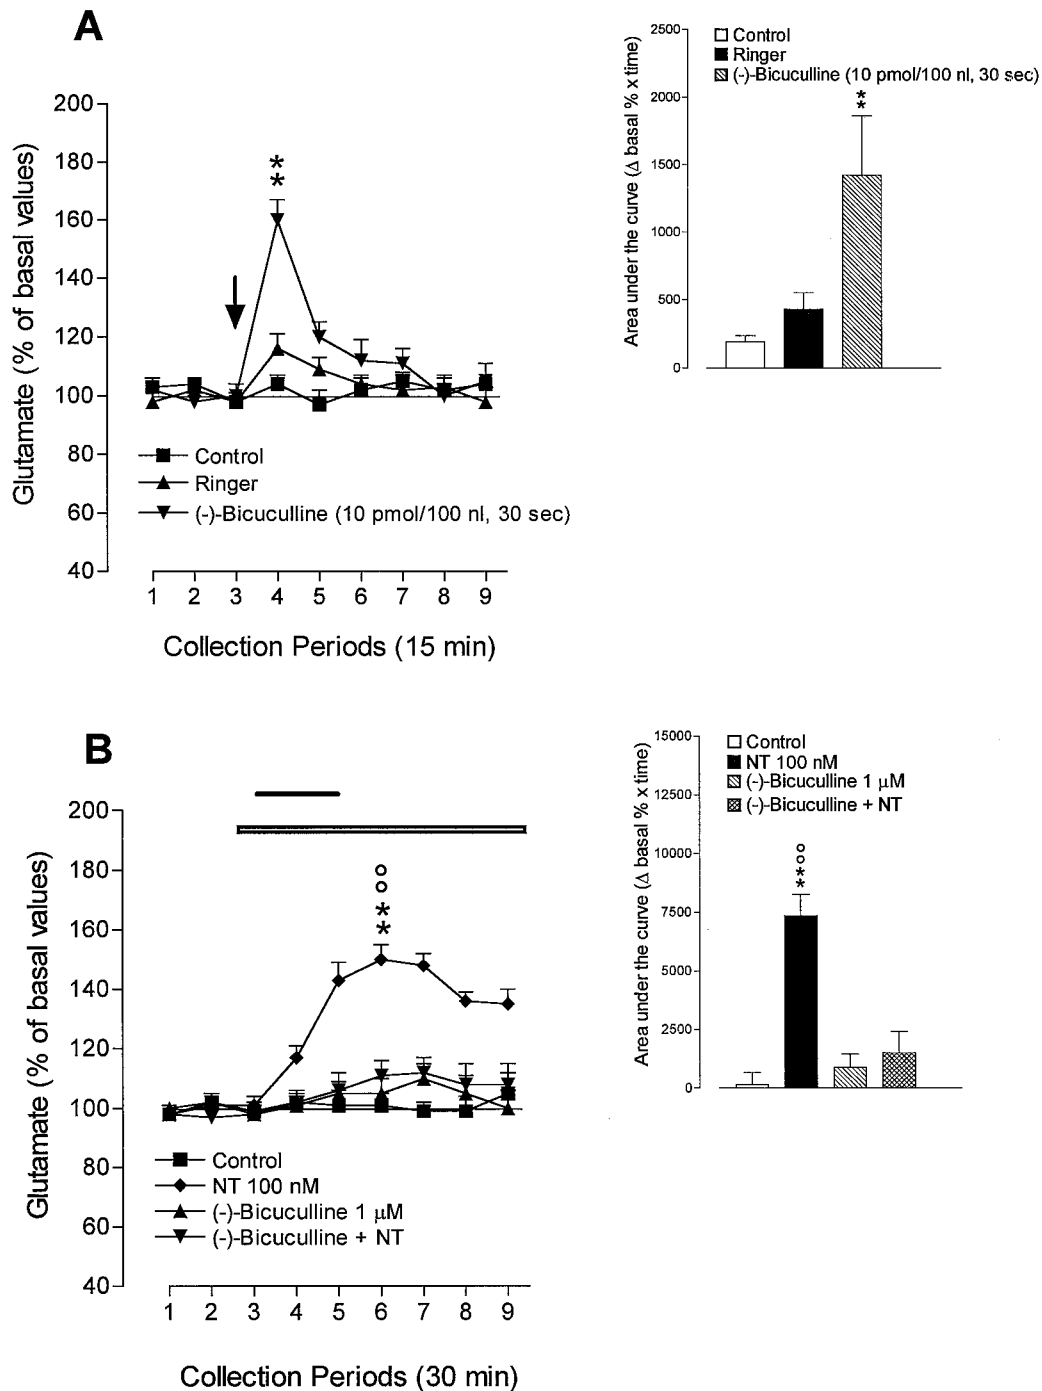 A
Glutamate (% of basal values)
200
180
160
140
120
100
80
60
40
**
Control
Ringer
(-)-Bicuculline (10 pmol/100 nl, 30 sec)
1 2 3 4 5 6 7 8 9
Collection Periods (15 min)
Area under the curve (Δ basal % x time)
2500
2000
1500
1000
500
0
Control
Ringer
(-)-Bicuculline (10 pmol/100 nl, 30 sec)
**
B
Glutamate (% of basal values)
200
180
160
140
120
100
80
60
40
°°**
Control
NT 100 nM
(-)-Bicuculline 1 μM
(-)-Bicuculline + NT
1 2 3 4 5 6 7 8 9
Collection Periods (30 min)
Area under the curve (Δ basal % x time)
15000
12500
10000
7500
5000
2500
0
Control
NT 100 nM
(-)-Bicuculline 1 μM
(-)-Bicuculline + NT
°°**